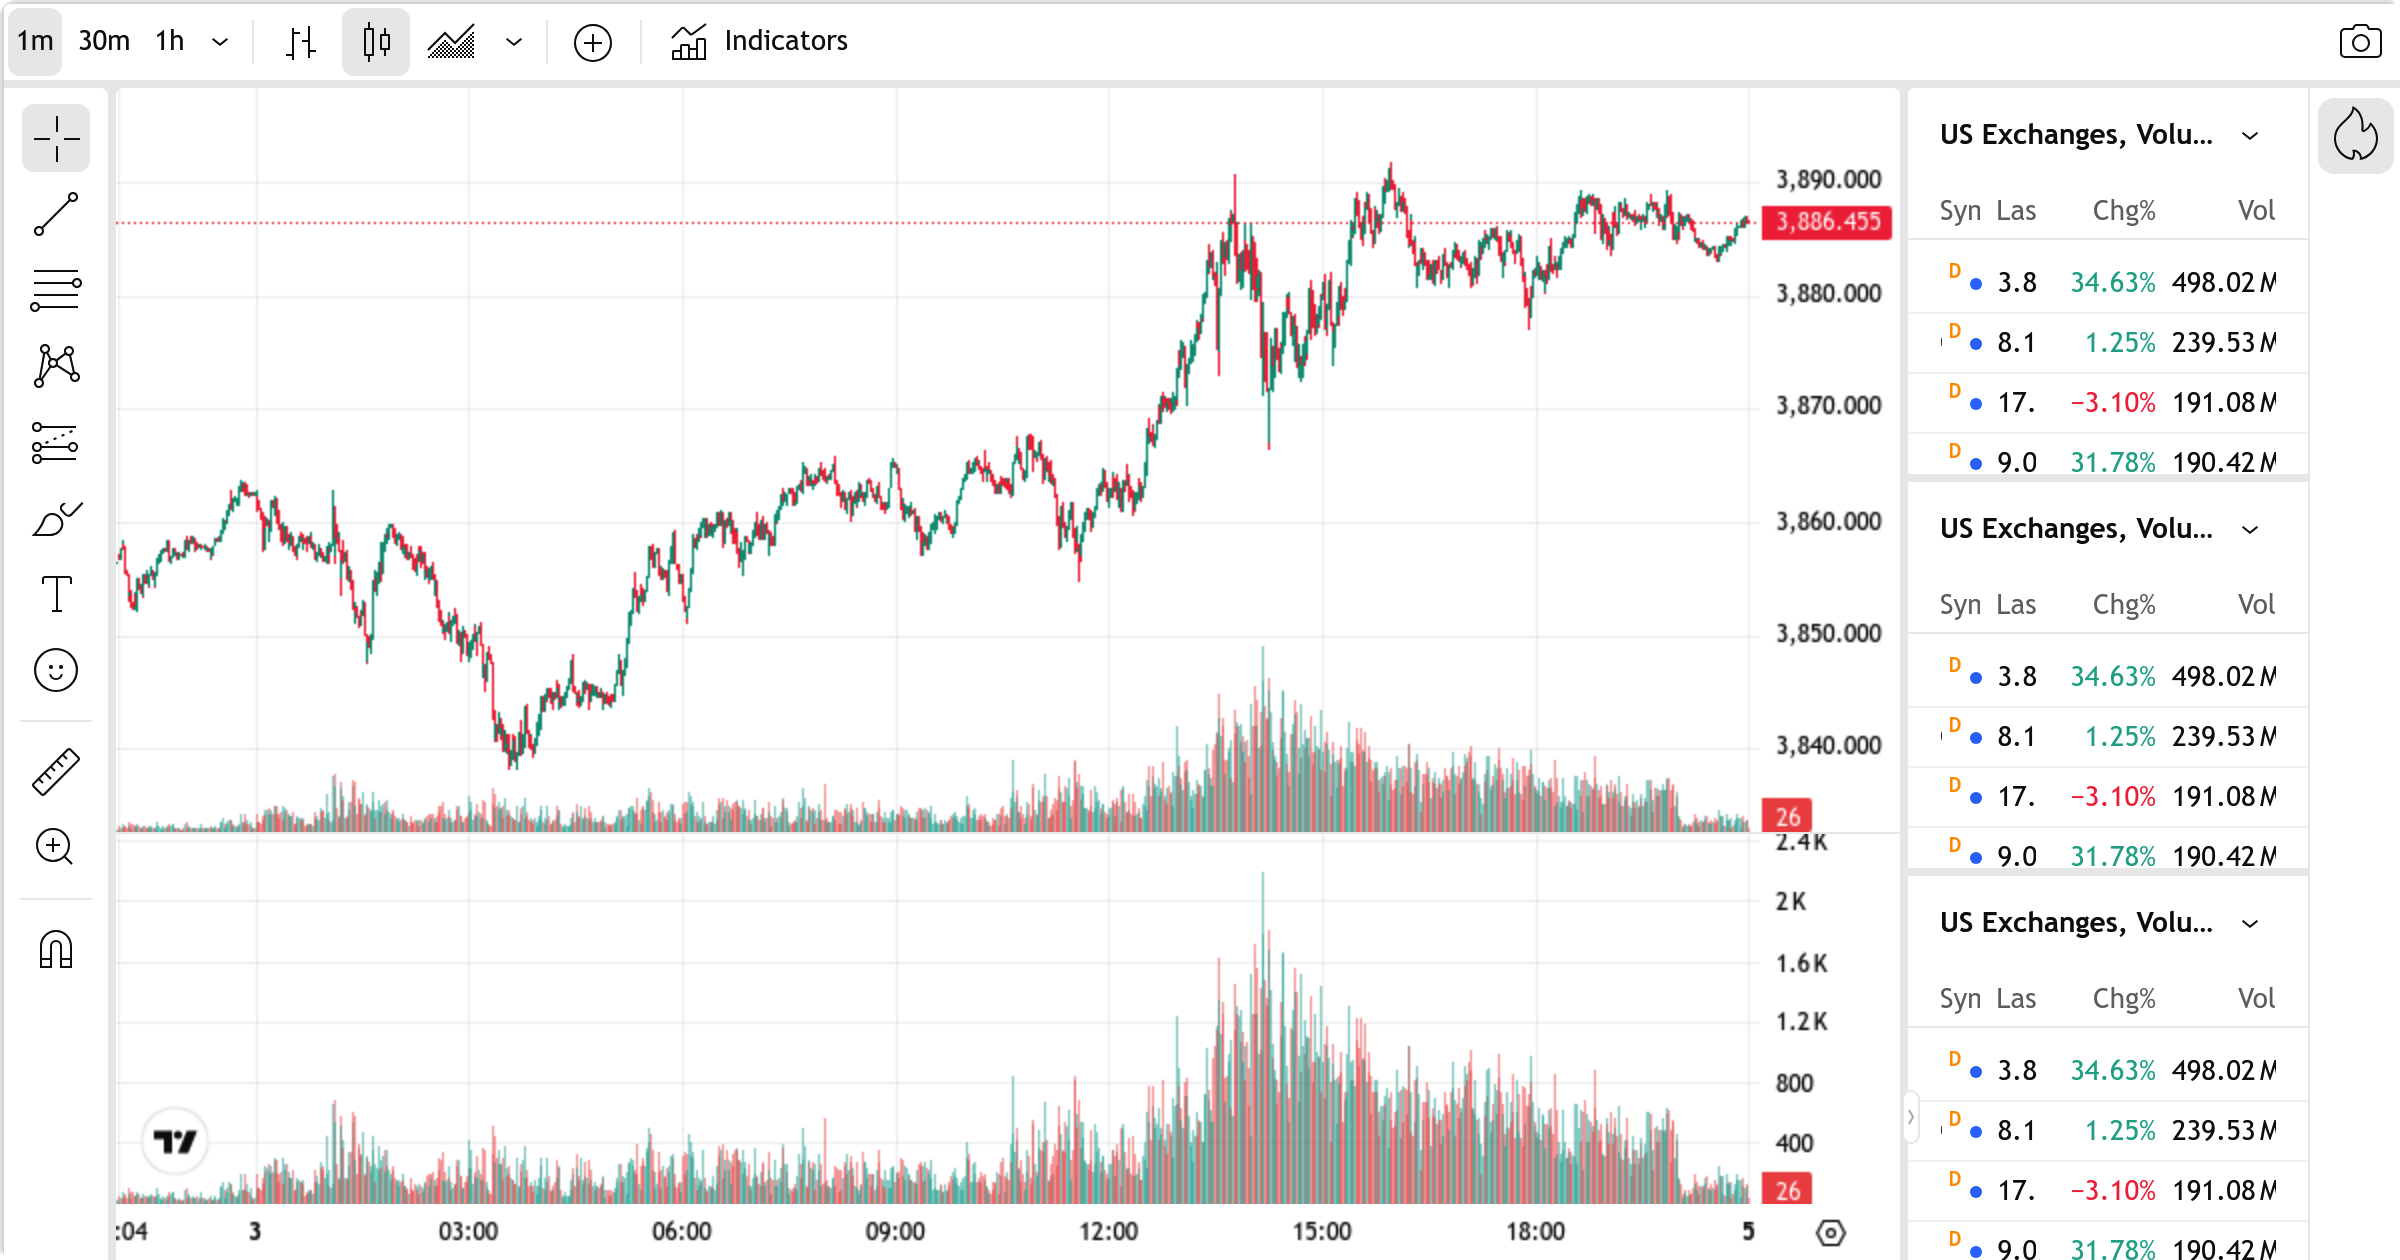 1m 30m 1h Indicators
3,890.000
3,886.455
3,880.000
3,870.000
3,860.000
3,850.000
3,840.000
26
2.4K
2K
1.6K
1.2K
800
400
26
:04 3 03:00 06:00 09:00 12:00 15:00 18:00 5
US Exchanges, Volu...
Syn Las Chg% Vol
D 3.8 34.63% 498.02 M
D 8.1 1.25% 239.53 M
D 17. −3.10% 191.08 M
D 9.0 31.78% 190.42 M
US Exchanges, Volu...
Syn Las Chg% Vol
D 3.8 34.63% 498.02 M
D 8.1 1.25% 239.53 M
D 17. −3.10% 191.08 M
D 9.0 31.78% 190.42 M
US Exchanges, Volu...
Syn Las Chg% Vol
D 3.8 34.63% 498.02 M
D 8.1 1.25% 239.53 M
D 17. −3.10% 191.08 M
D 9.0 31.78% 190.42 M